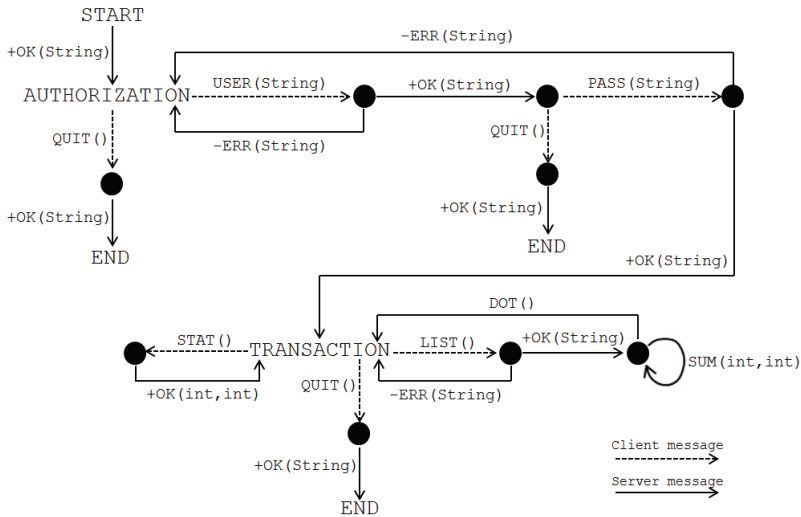 START
-ERR(String)
+OK(String)
AUTHORIZATION
USER(String)
+OK(String)
PASS(String)
QUIT()
-ERR(String)
QUIT()
+OK(String)
END
+OK(String)
END
+OK(String)
DOT()
STAT()
TRANSACTION
LIST()
+OK(String)
SUM(int,int)
+OK(int,int)
QUIT()
-ERR(String)
+OK(String)
END
Client message
Server message